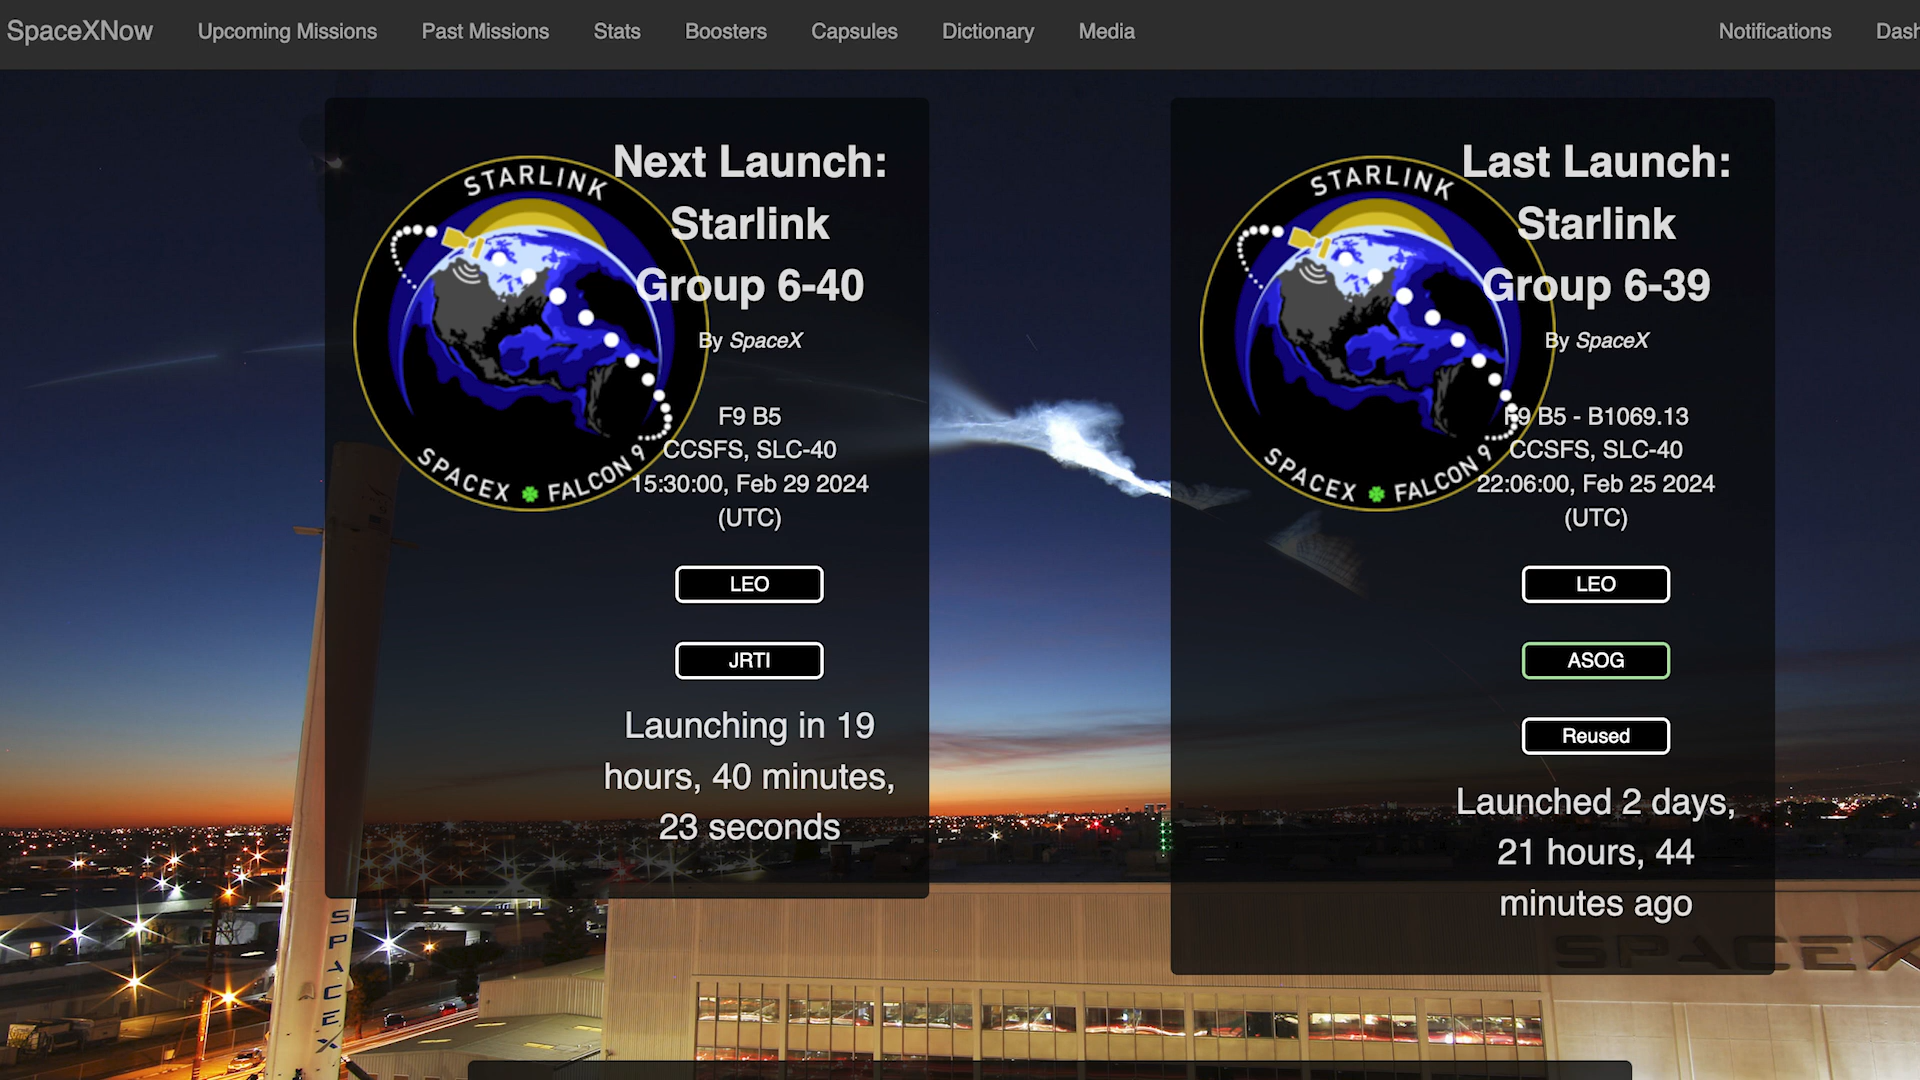 SpaceXNow Upcoming Missions Past Missions Stats Boosters Capsules Dictionary Media Notifications Dash
STARLINK
SPACEX FALCON 9
Next Launch:
Starlink
Group 6-40
By SpaceX
F9 B5
CCSFS, SLC-40
15:30:00, Feb 29 2024
(UTC)
LEO
JRTI
Launching in 19
hours, 40 minutes,
23 seconds
STARLINK
SPACEX FALCON 9
Last Launch:
Starlink
Group 6-39
By SpaceX
F9 B5 - B1069.13
CCSFS, SLC-40
22:06:00, Feb 25 2024
(UTC)
LEO
ASOG
Reused
Launched 2 days,
21 hours, 44
minutes ago
SPACEX
SPACEX